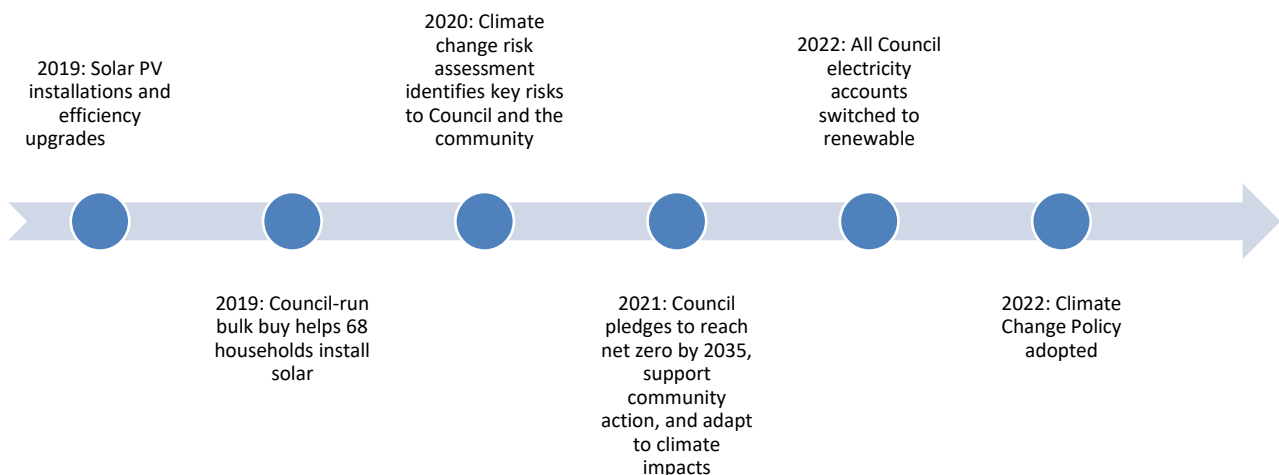 2019: Solar PV
installations and
efficiency
upgrades
2019: Council-run
bulk buy helps 68
households install
solar
2020: Climate
change risk
assessment
identifies key risks
to Council and the
community
2021: Council
pledges to reach
net zero by 2035,
support
community
action, and adapt
to climate
impacts
2022: All Council
electricity
accounts
switched to
renewable
2022: Climate
Change Policy
adopted